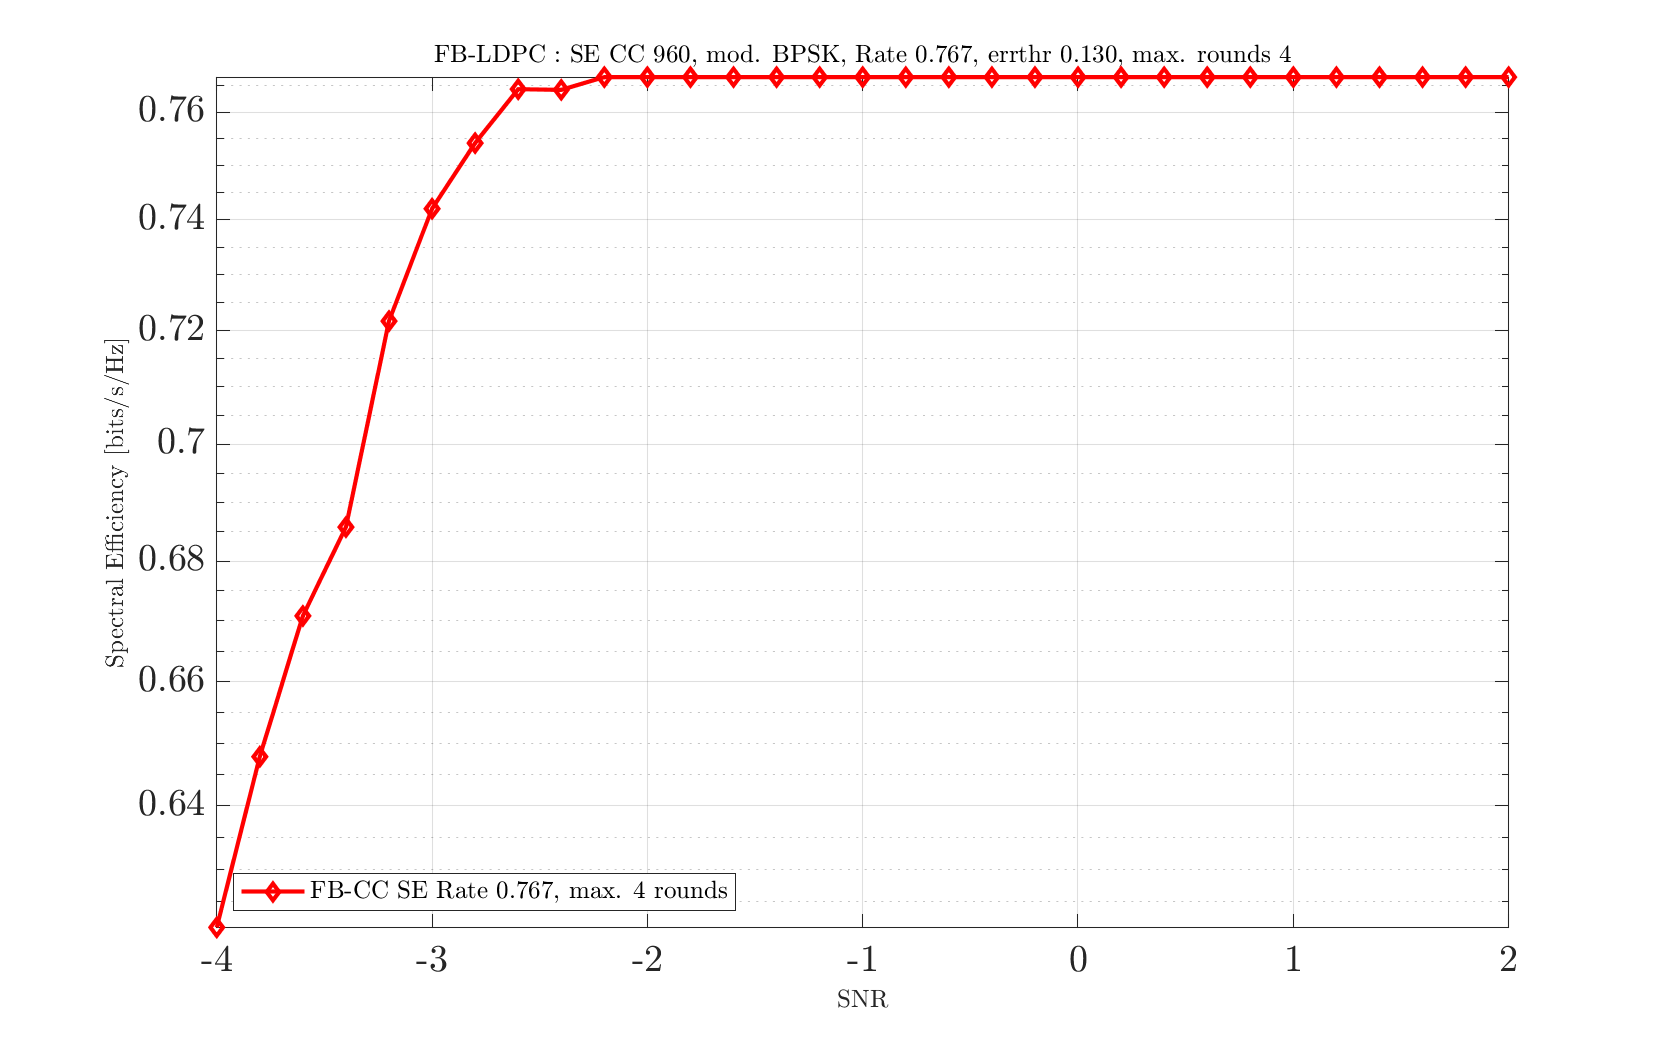 FB-LDPC : SE CC 960, mod. BPSK, Rate 0.767, errthr 0.130, max. rounds 4
0.76
0.74
0.72
0.7
0.68
0.66
0.64
Spectral Efficiency [bits/s/Hz]
FB-CC SE Rate 0.767, max. 4 rounds
-4 -3 -2 -1 0 1 2
SNR